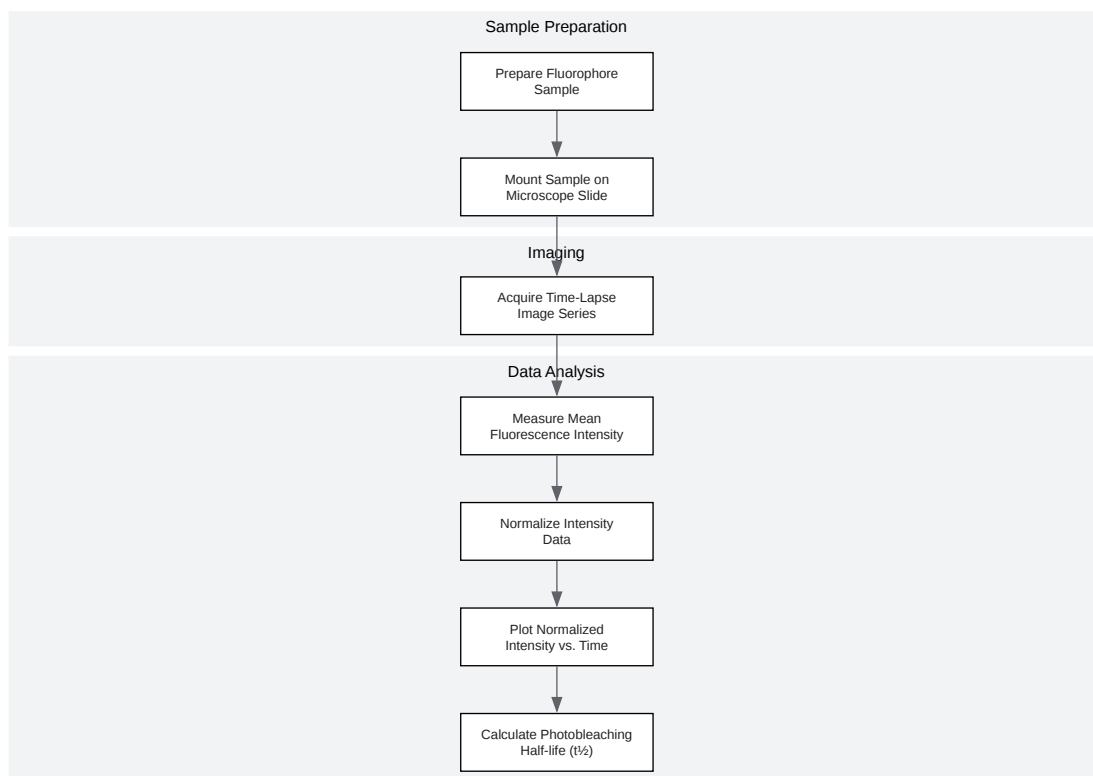 Sample Preparation
Prepare Fluorophore
Sample
Mount Sample on
Microscope Slide
Imaging
Acquire Time-Lapse
Image Series
Data Analysis
Measure Mean
Fluorescence Intensity
Normalize Intensity
Data
Plot Normalized
Intensity vs. Time
Calculate Photobleaching
Half-life (t½)